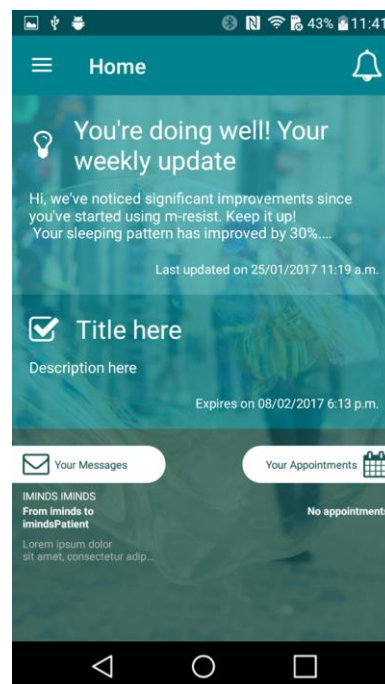 43% 11:41
Home
You're doing well! Your
weekly update
Hi, we've noticed significant improvements since
you've started using m-resist. Keep it up!
Your sleeping pattern has improved by 30%....
Last updated on 25/01/2017 11:19 a.m.
Title here
Description here
Expires on 08/02/2017 6:13 p.m.
Your Messages
Your Appointments
IMINDS IMINDS
From iminds to
imindsPatient
No appointments
Lorem ipsum dolor
sit amet, consectetur adip...